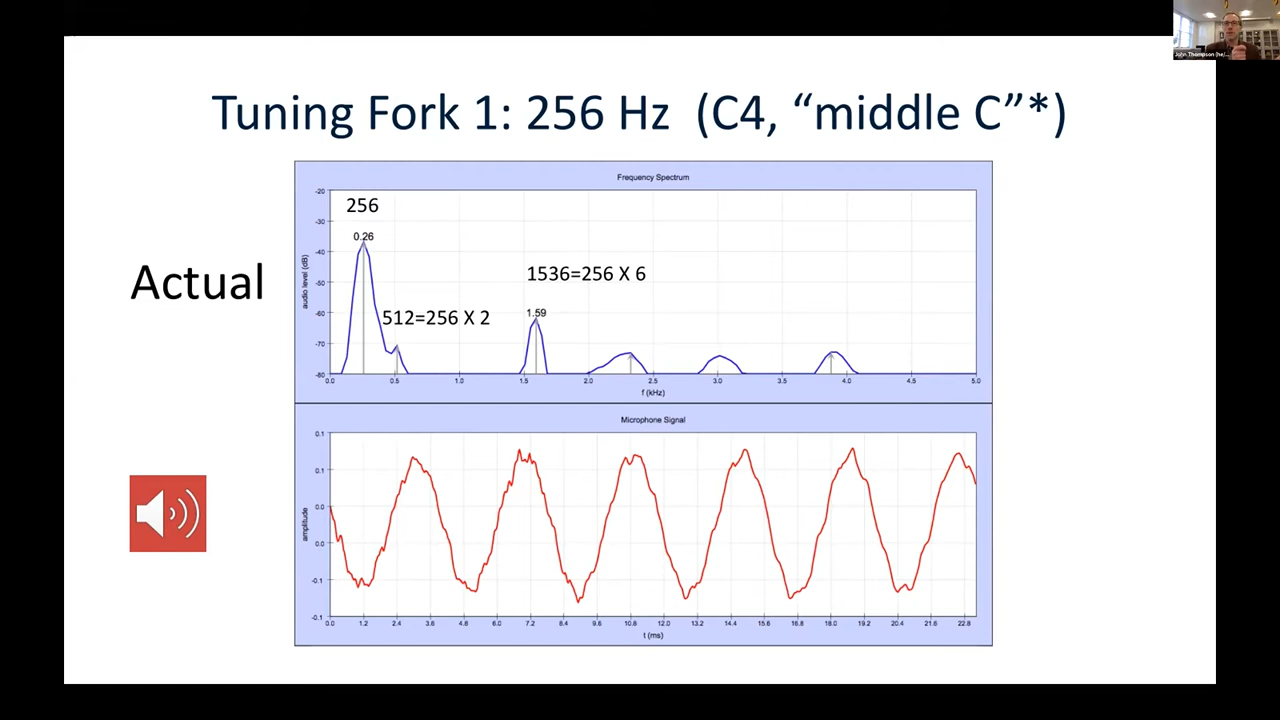 John Thompson (he/...
Tuning Fork 1: 256 Hz (C4, “middle C”*)
Frequency Spectrum
256
0.26
512=256 X 2
1536=256 X 6
1.59
Actual
audio level (dB)
-20
-30
-40
-50
-60
-70
-80
0.0 0.5 1.0 1.5 2.0 2.5 3.0 3.5 4.0 4.5 5.0
f (kHz)
Microphone Signal
amplitude
0.1
0.1
0.0
0.0
-0.1
-0.1
0.0 1.2 2.4 3.6 4.8 6.0 7.2 8.4 9.6 10.8 12.0 13.2 14.4 15.6 16.8 18.0 19.2 20.4 21.6 22.8
t (ms)